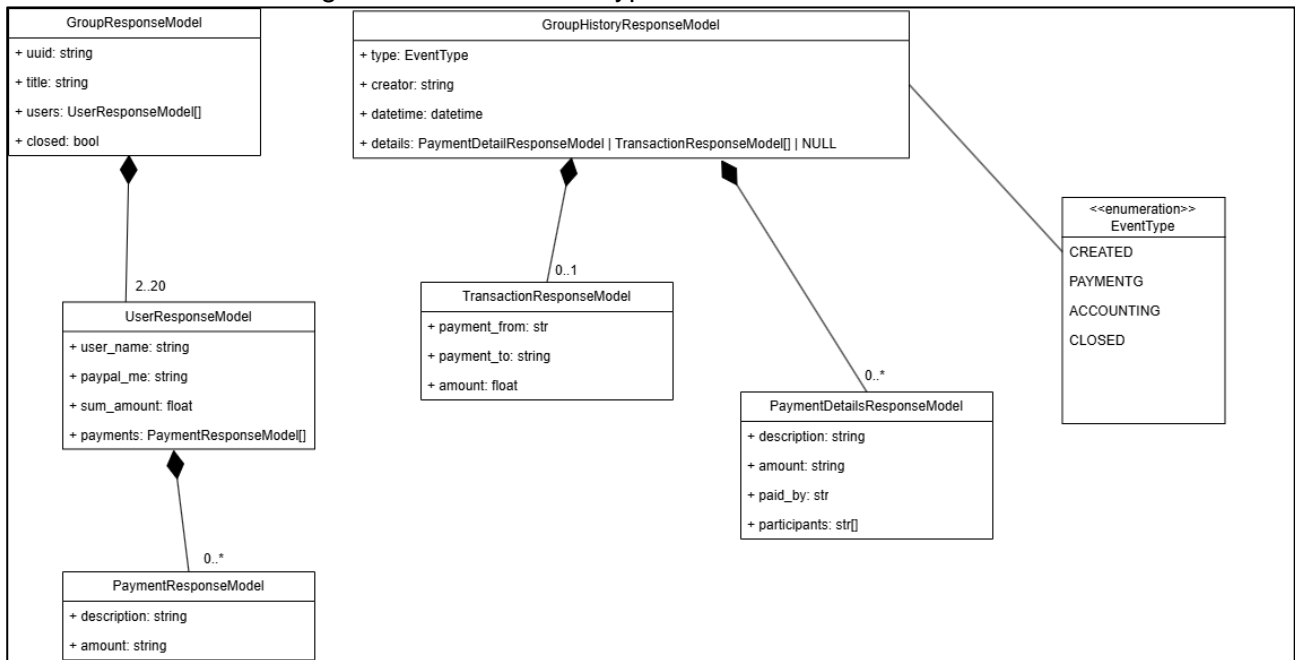 GroupResponseModel
+ uuid: string
+ title: string
+ users: UserResponseModel[]
+ closed: bool
GroupHistoryResponseModel
+ type: EventType
+ creator: string
+ datetime: datetime
+ details: PaymentDetailResponseModel | TransactionResponseModel[] | NULL
<<enumeration>>
EventType
CREATED
PAYMENTG
ACCOUNTING
CLOSED
2..20
UserResponseModel
+ user_name: string
+ paypal_me: string
+ sum_amount: float
+ payments: PaymentResponseModel[]
0..1
TransactionResponseModel
+ payment_from: str
+ payment_to: string
+ amount: float
0..*
PaymentDetailsResponseModel
+ description: string
+ amount: string
+ paid_by: str
+ participants: str[]
0..*
PaymentResponseModel
+ description: string
+ amount: string